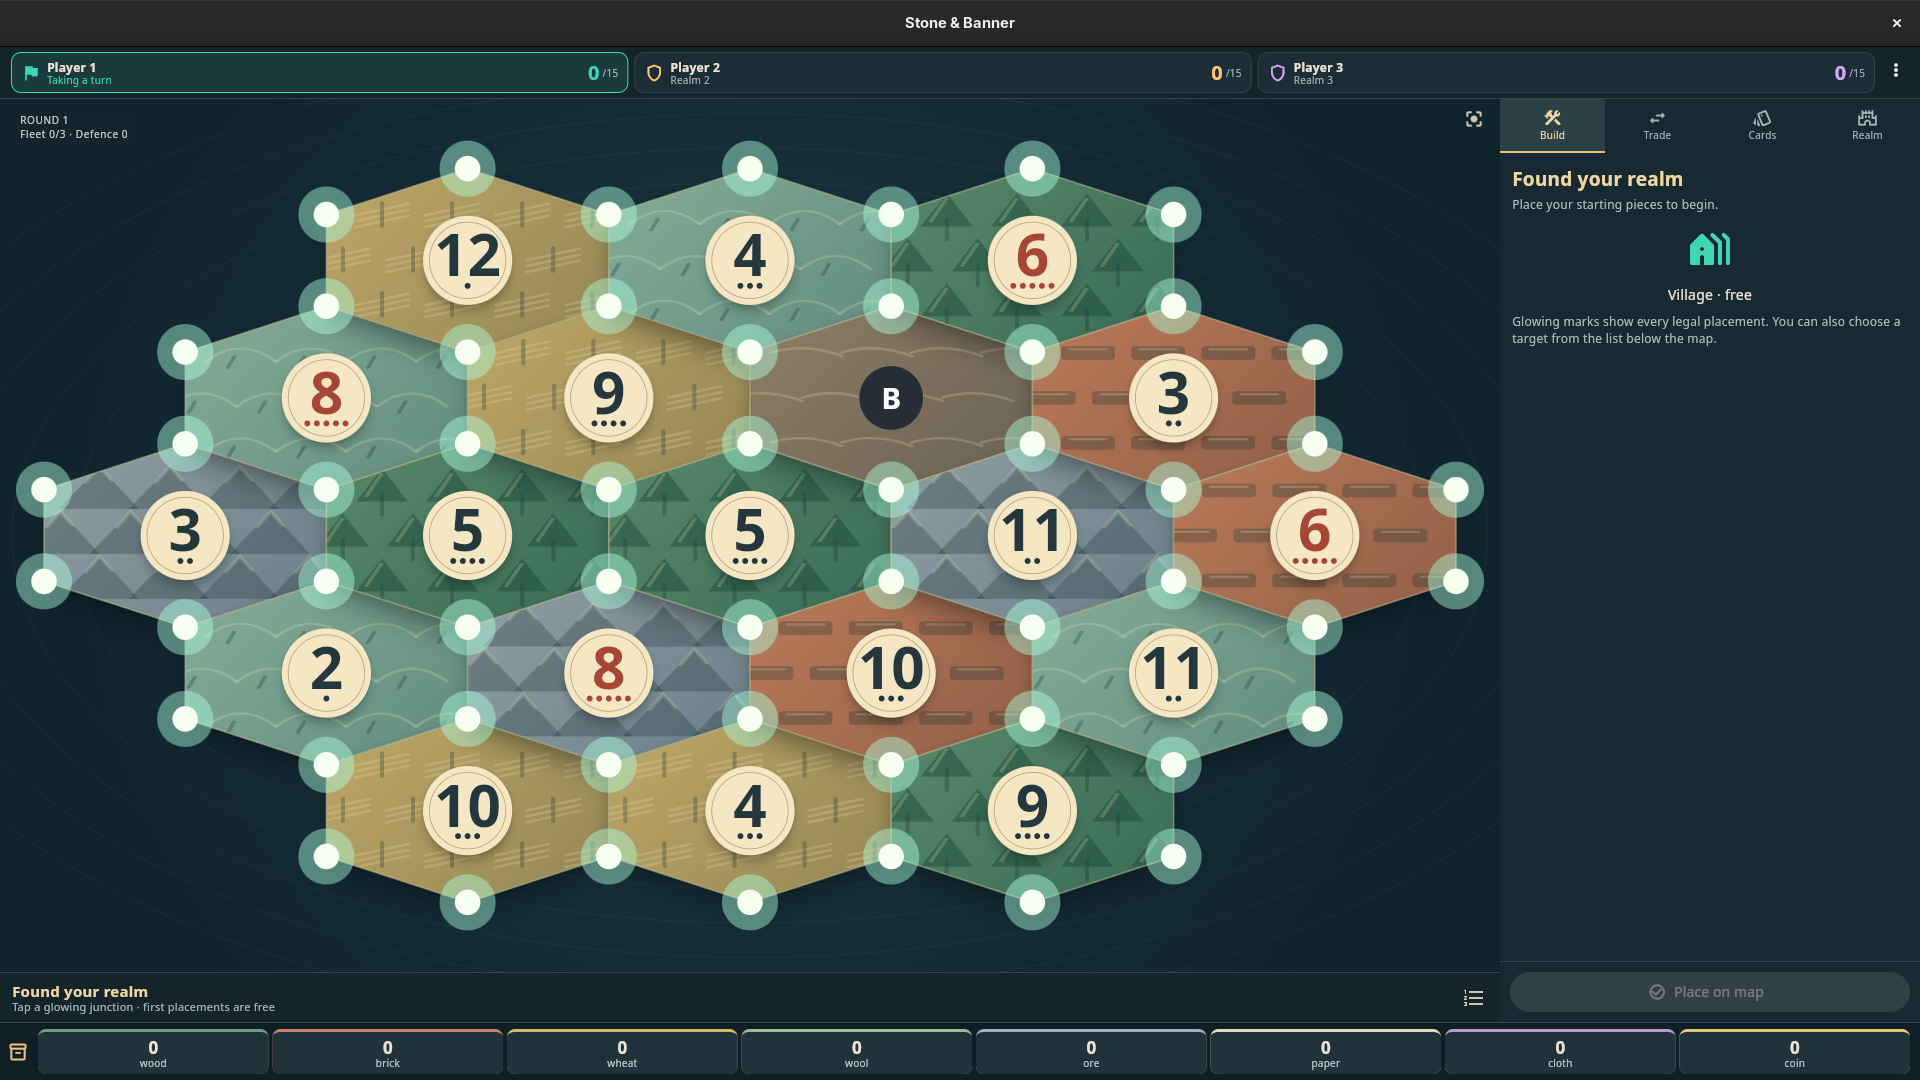 Stone & Banner
Player 1
Taking a turn
0 /15
Player 2
Realm 2
0 /15
Player 3
Realm 3
0 /15
ROUND 1
Fleet 0/3 · Defence 0
Build
Trade
Cards
Realm
Found your realm
Place your starting pieces to begin.
Village · free
Glowing marks show every legal placement. You can also choose a
target from the list below the map.
12
4
6
8
9
B
3
3
5
5
11
6
2
8
10
11
10
4
9
Found your realm
Tap a glowing junction · first placements are free
Place on map
0
wood
0
brick
0
wheat
0
wool
0
ore
0
paper
0
cloth
0
coin